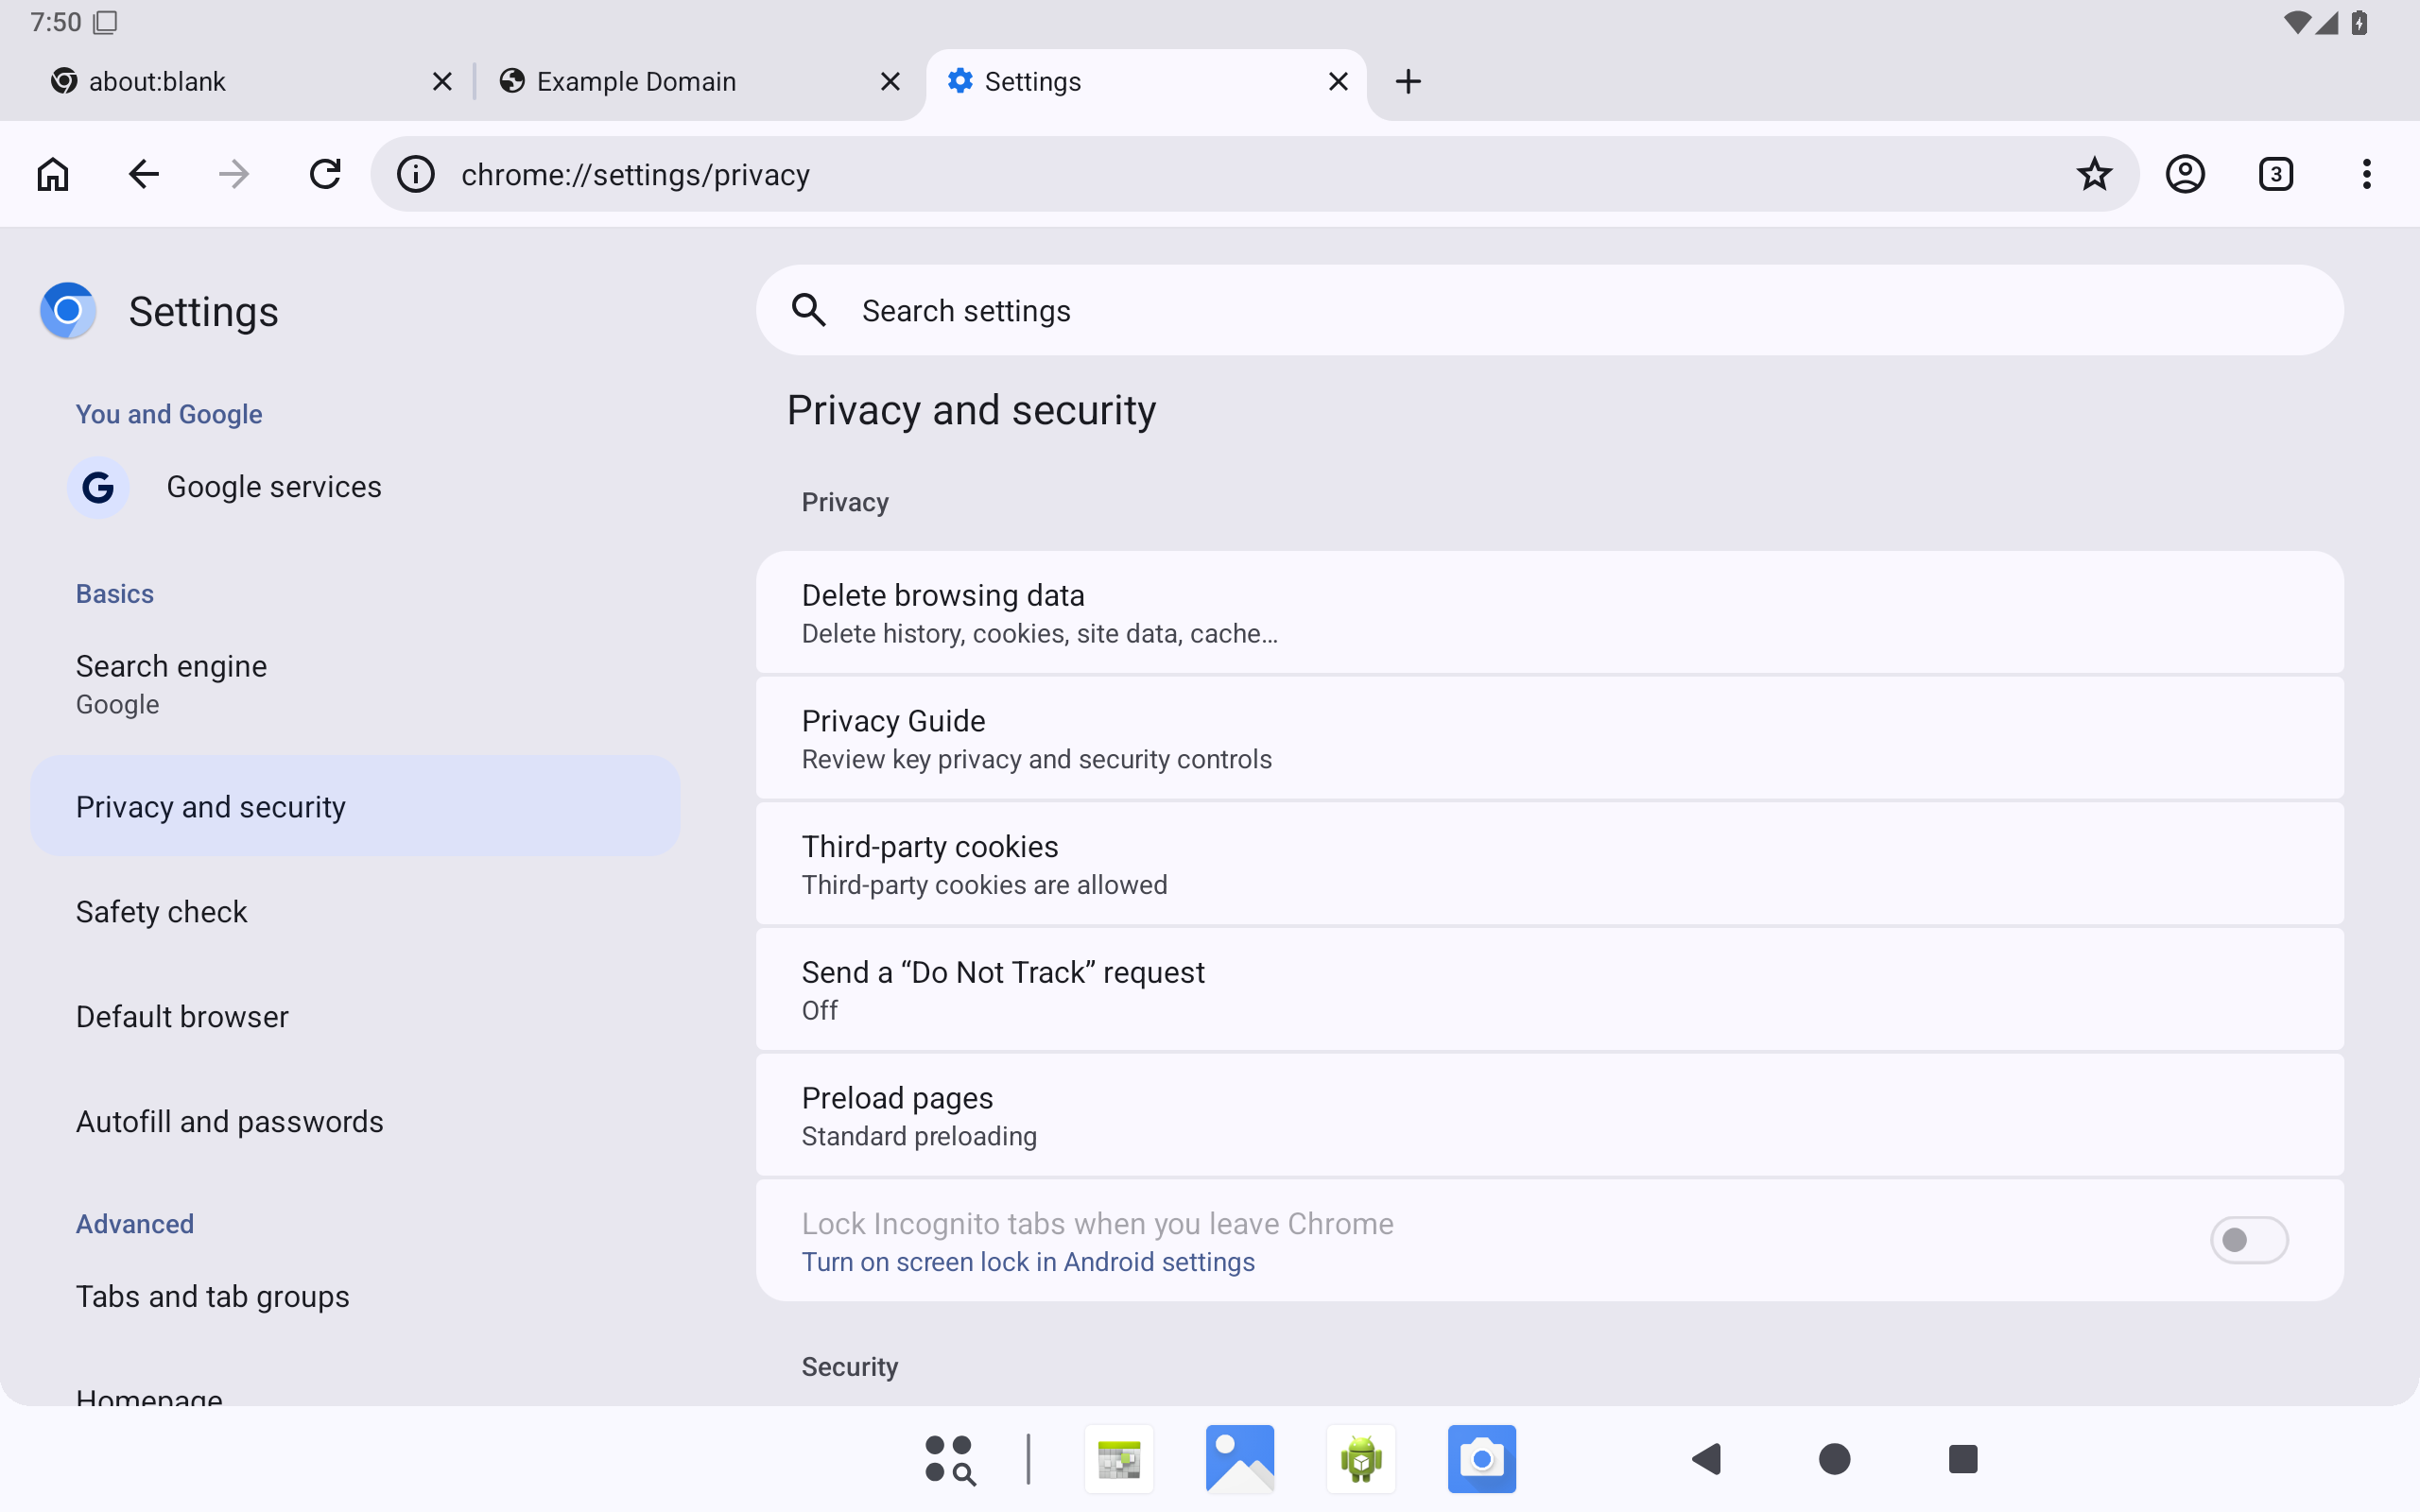 7:50
about:blank
Example Domain
Settings
chrome://settings/privacy
3
Settings
Search settings
You and Google
G Google services
Basics
Search engine
Google
Privacy and security
Safety check
Default browser
Autofill and passwords
Advanced
Tabs and tab groups
Homepage
Privacy and security
Privacy
Delete browsing data
Delete history, cookies, site data, cache…
Privacy Guide
Review key privacy and security controls
Third-party cookies
Third-party cookies are allowed
Send a “Do Not Track” request
Off
Preload pages
Standard preloading
Lock Incognito tabs when you leave Chrome
Turn on screen lock in Android settings
Security